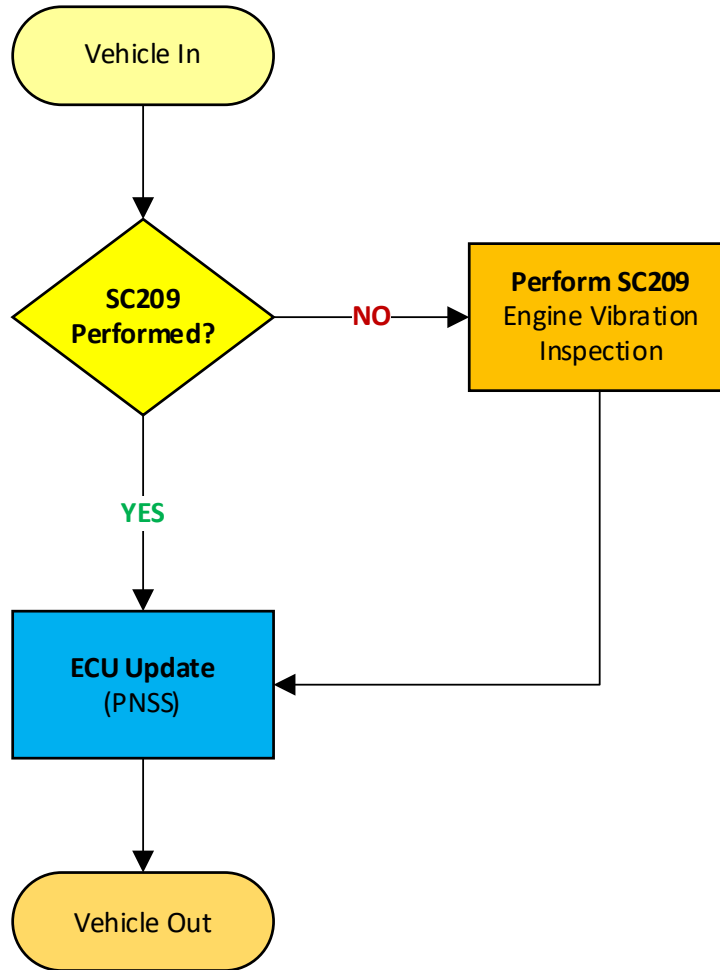 Vehicle In
SC209
Performed?
NO
Perform SC209
Engine Vibration
Inspection
YES
ECU Update
(PNSS)
Vehicle Out